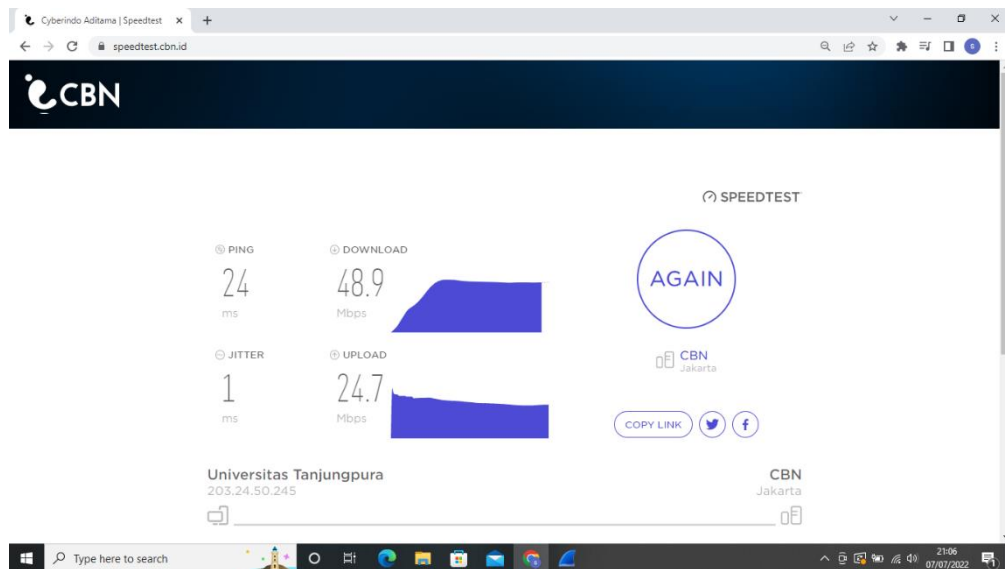 Cyberindo Aditama | Speedtest
speedtest.cbn.id
CBN
SPEEDTEST
PING
24
ms
DOWNLOAD
48.9
Mbps
AGAIN
JITTER
1
ms
UPLOAD
24.7
Mbps
CBN
Jakarta
COPY LINK
Universitas Tanjungpura
203.24.50.245
CBN
Jakarta
Type here to search
21:06
07/07/2022